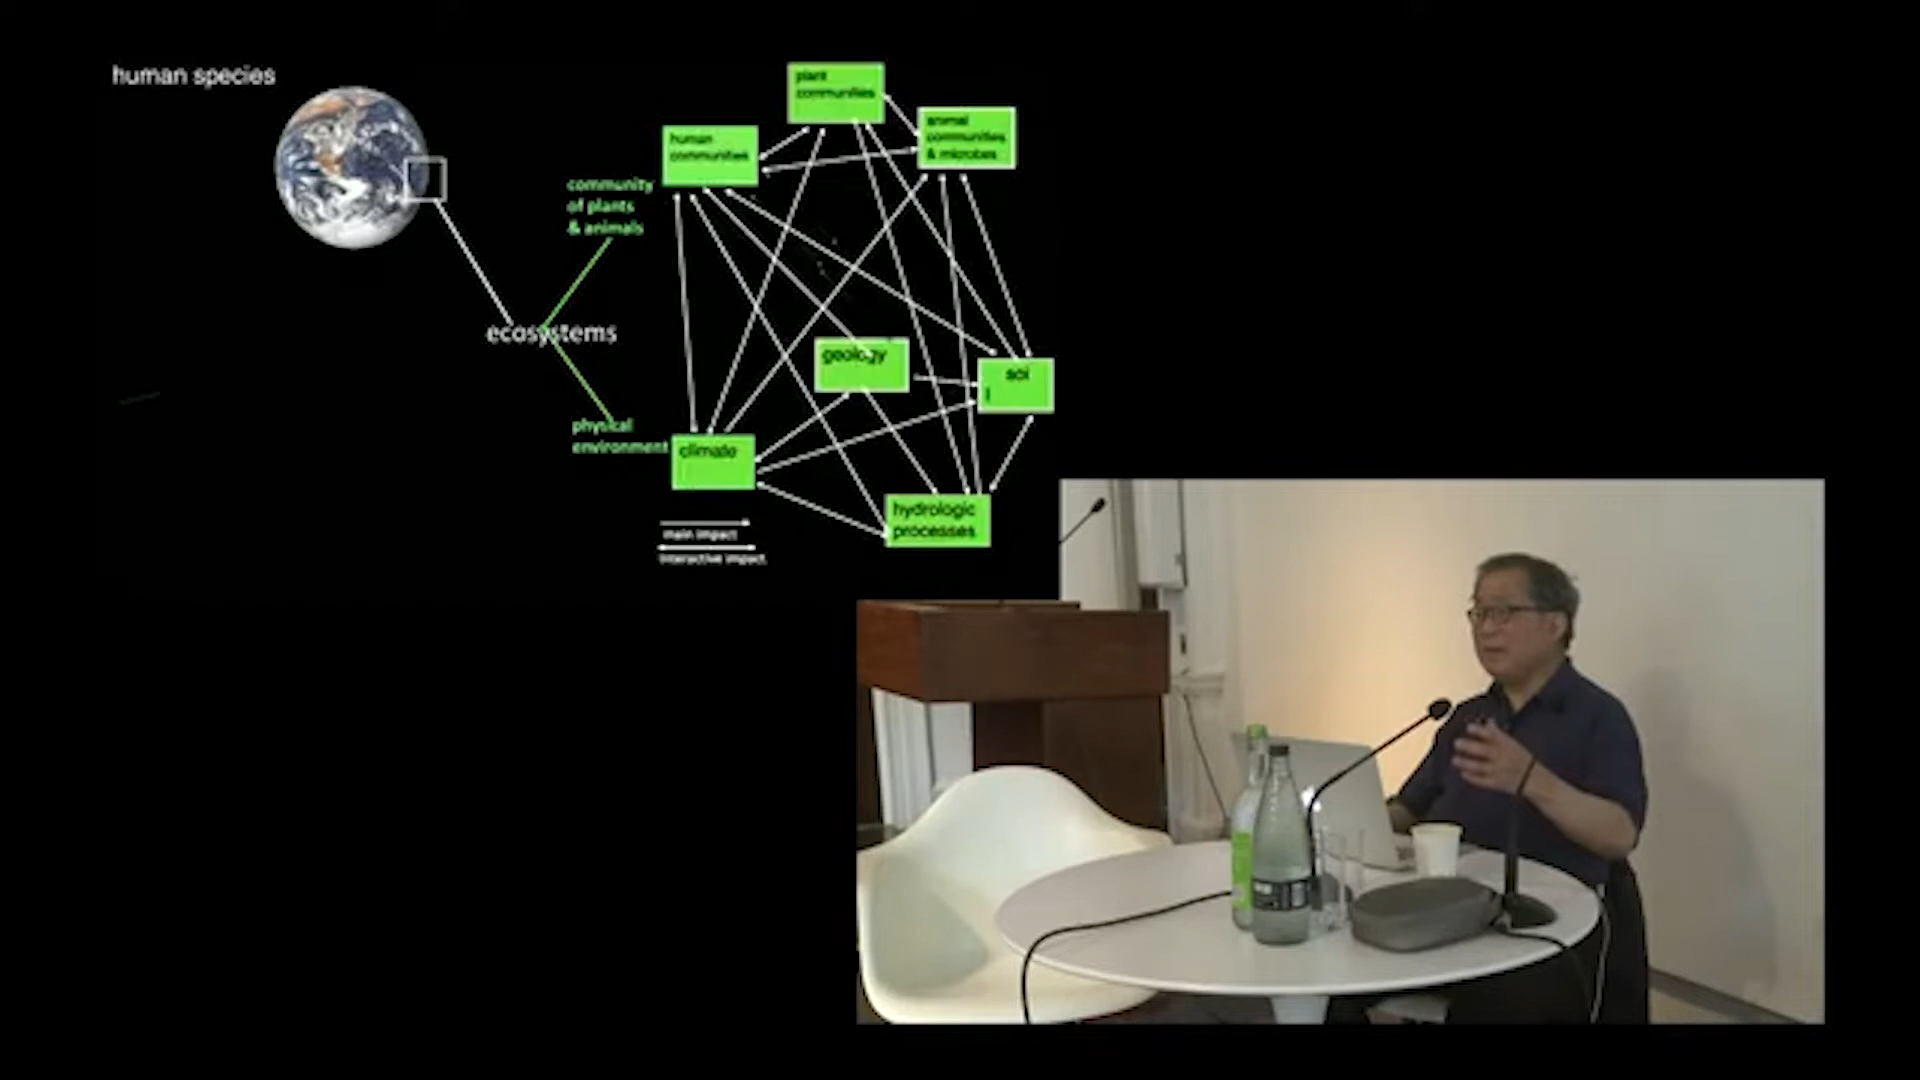 human species
plant
communities
animal
communities
& microbes
human
communities
community
of plants
& animals
ecosystems
geology
soi
l
physical
environment
climate
hydrologic
processes
main impact
interactive impact